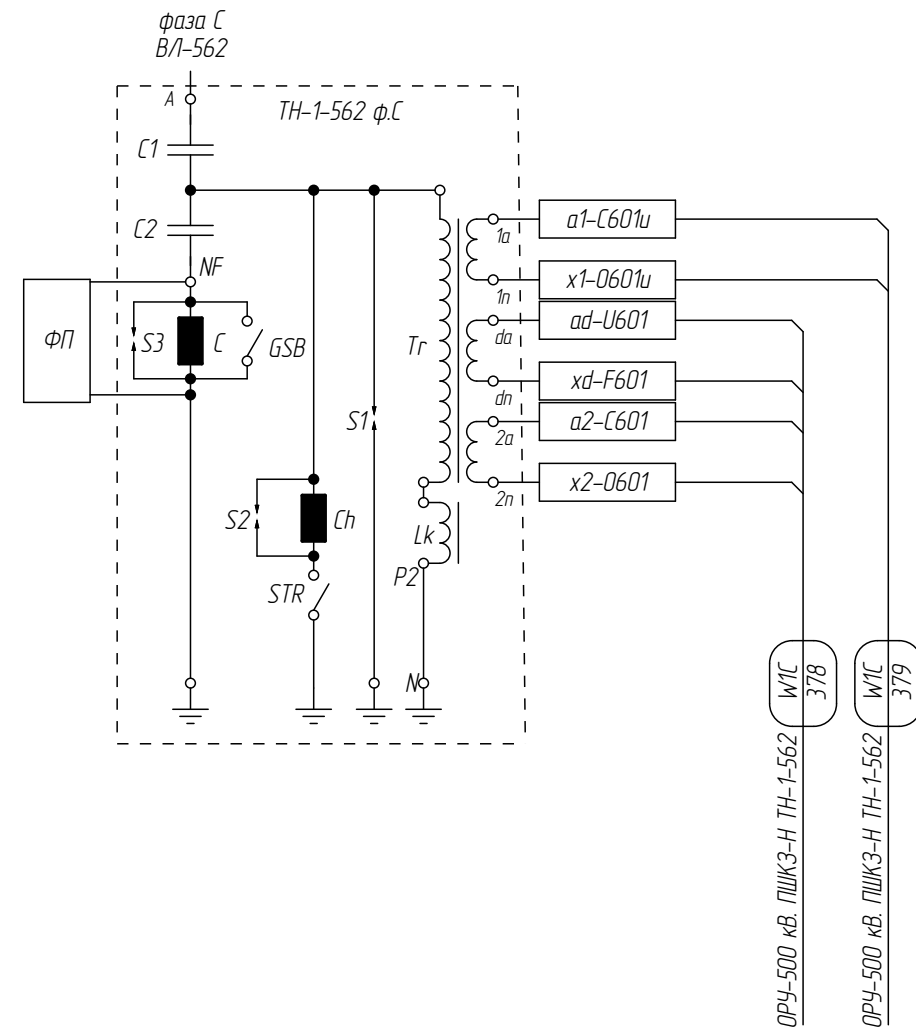 фаза С
ВЛ-562
A
ТН-1-562 ф.С
C1
C2
NF
ФП
S3
C
GSB
S2
Ch
STR
S1
Tr
Lk
P2
N
1a
1n
da
dn
2a
2n
a1-C601и
x1-0601и
ad-U601
xd-F601
a2-C601
x2-0601
W1C
378
W1C
379
ОРУ-500 кВ. ПШКЗ-Н ТН-1-562
ОРУ-500 кВ. ПШКЗ-Н ТН-1-562